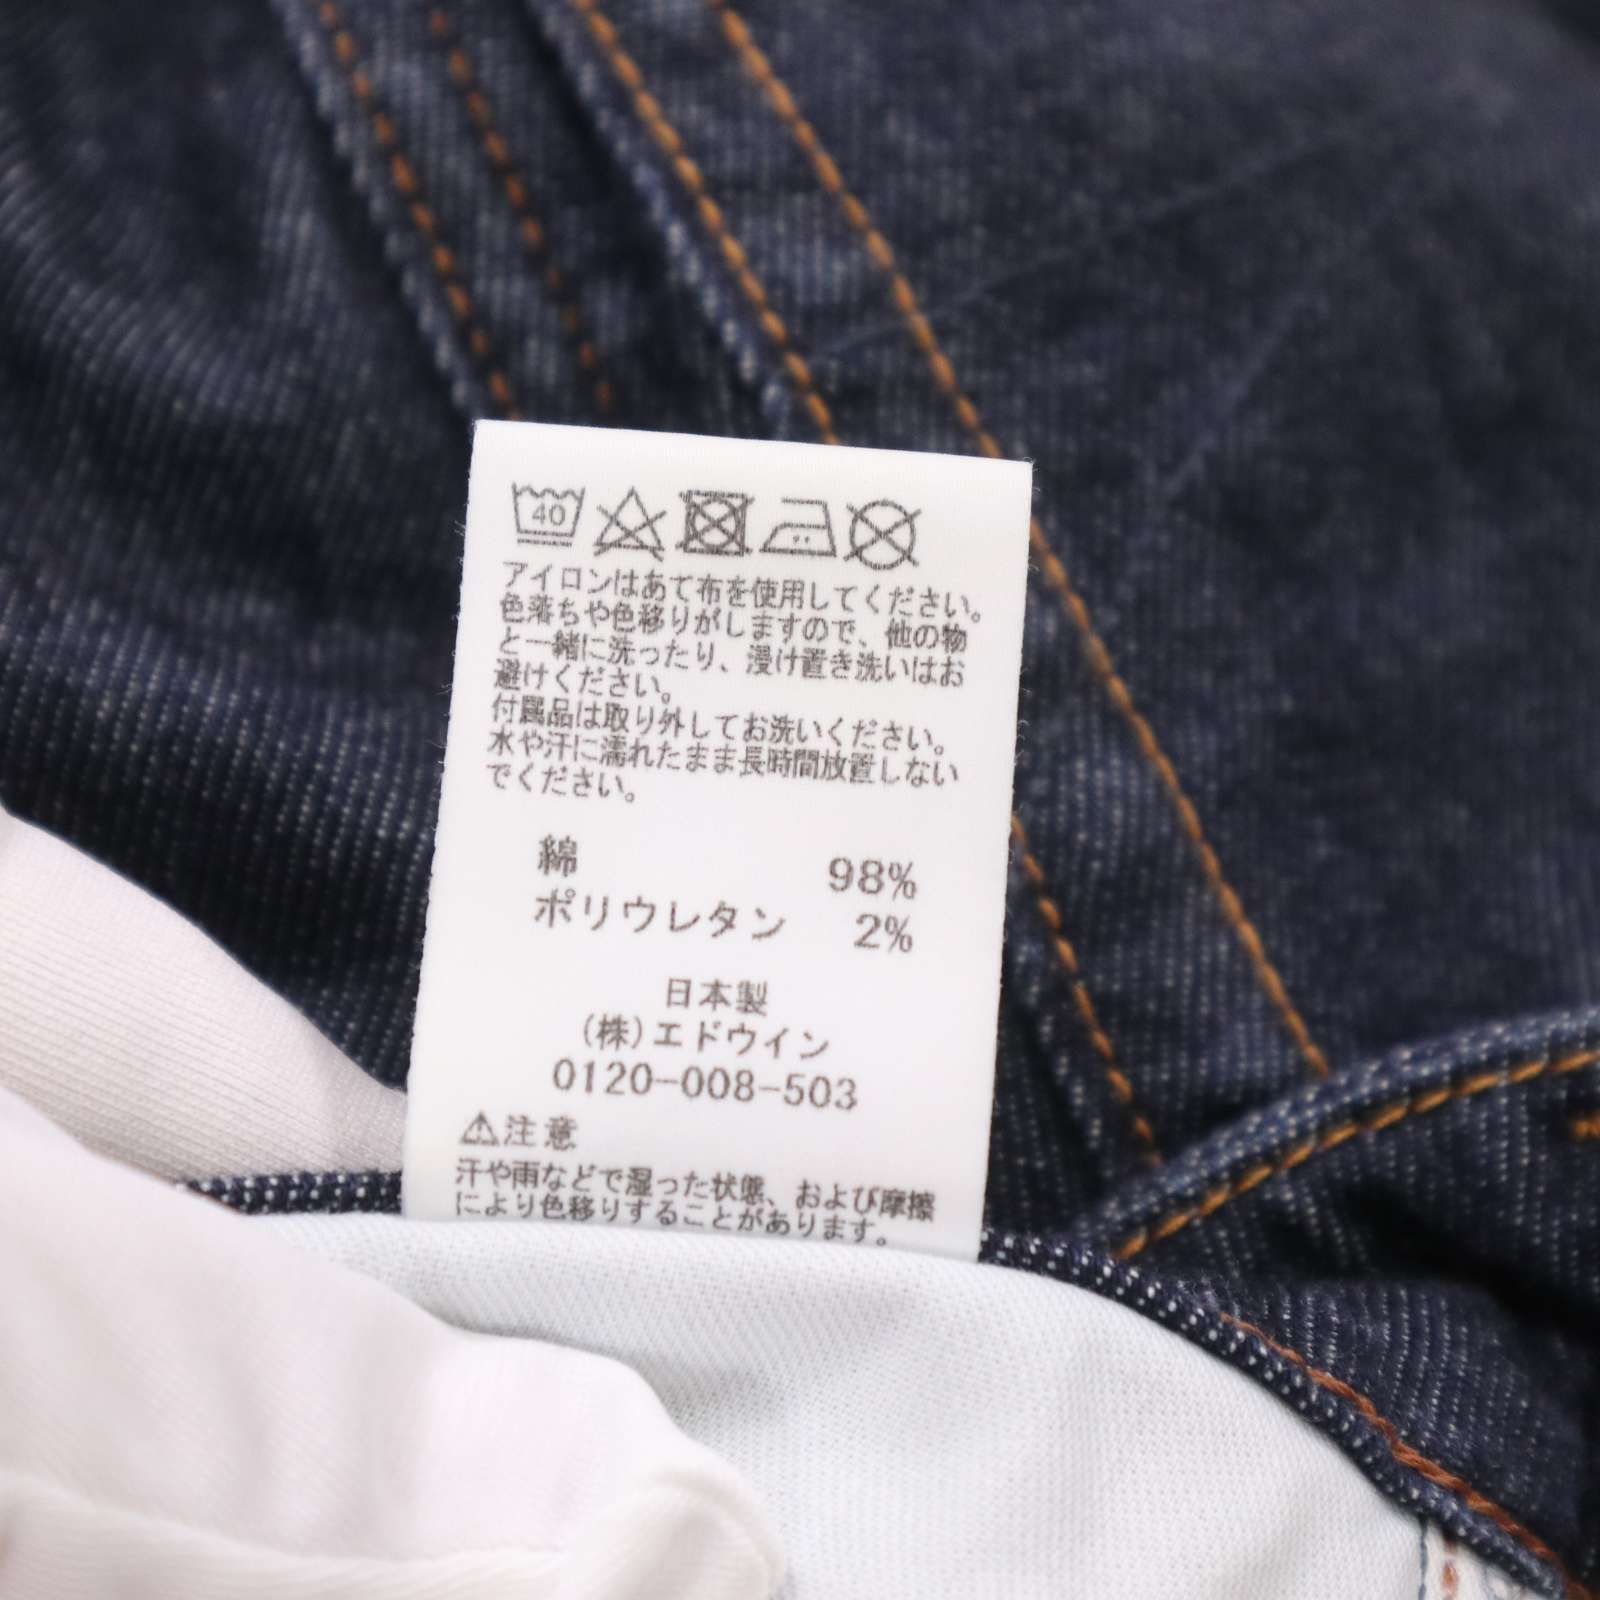 40
アイロンはあて布を使用してください。
色落ちや色移りがしますので、他の物
と一緒に洗ったり、浸け置き洗いはお
避けください。
付属品は取り外してお洗いください。
水や汗に濡れたまま長時間放置しない
でください。
綿 98%
ポリウレタン 2%
日本製
(株)エドウイン
0120-008-503
⚠注意
汗や雨などで湿った状態、および摩擦
により色移りすることがあります。